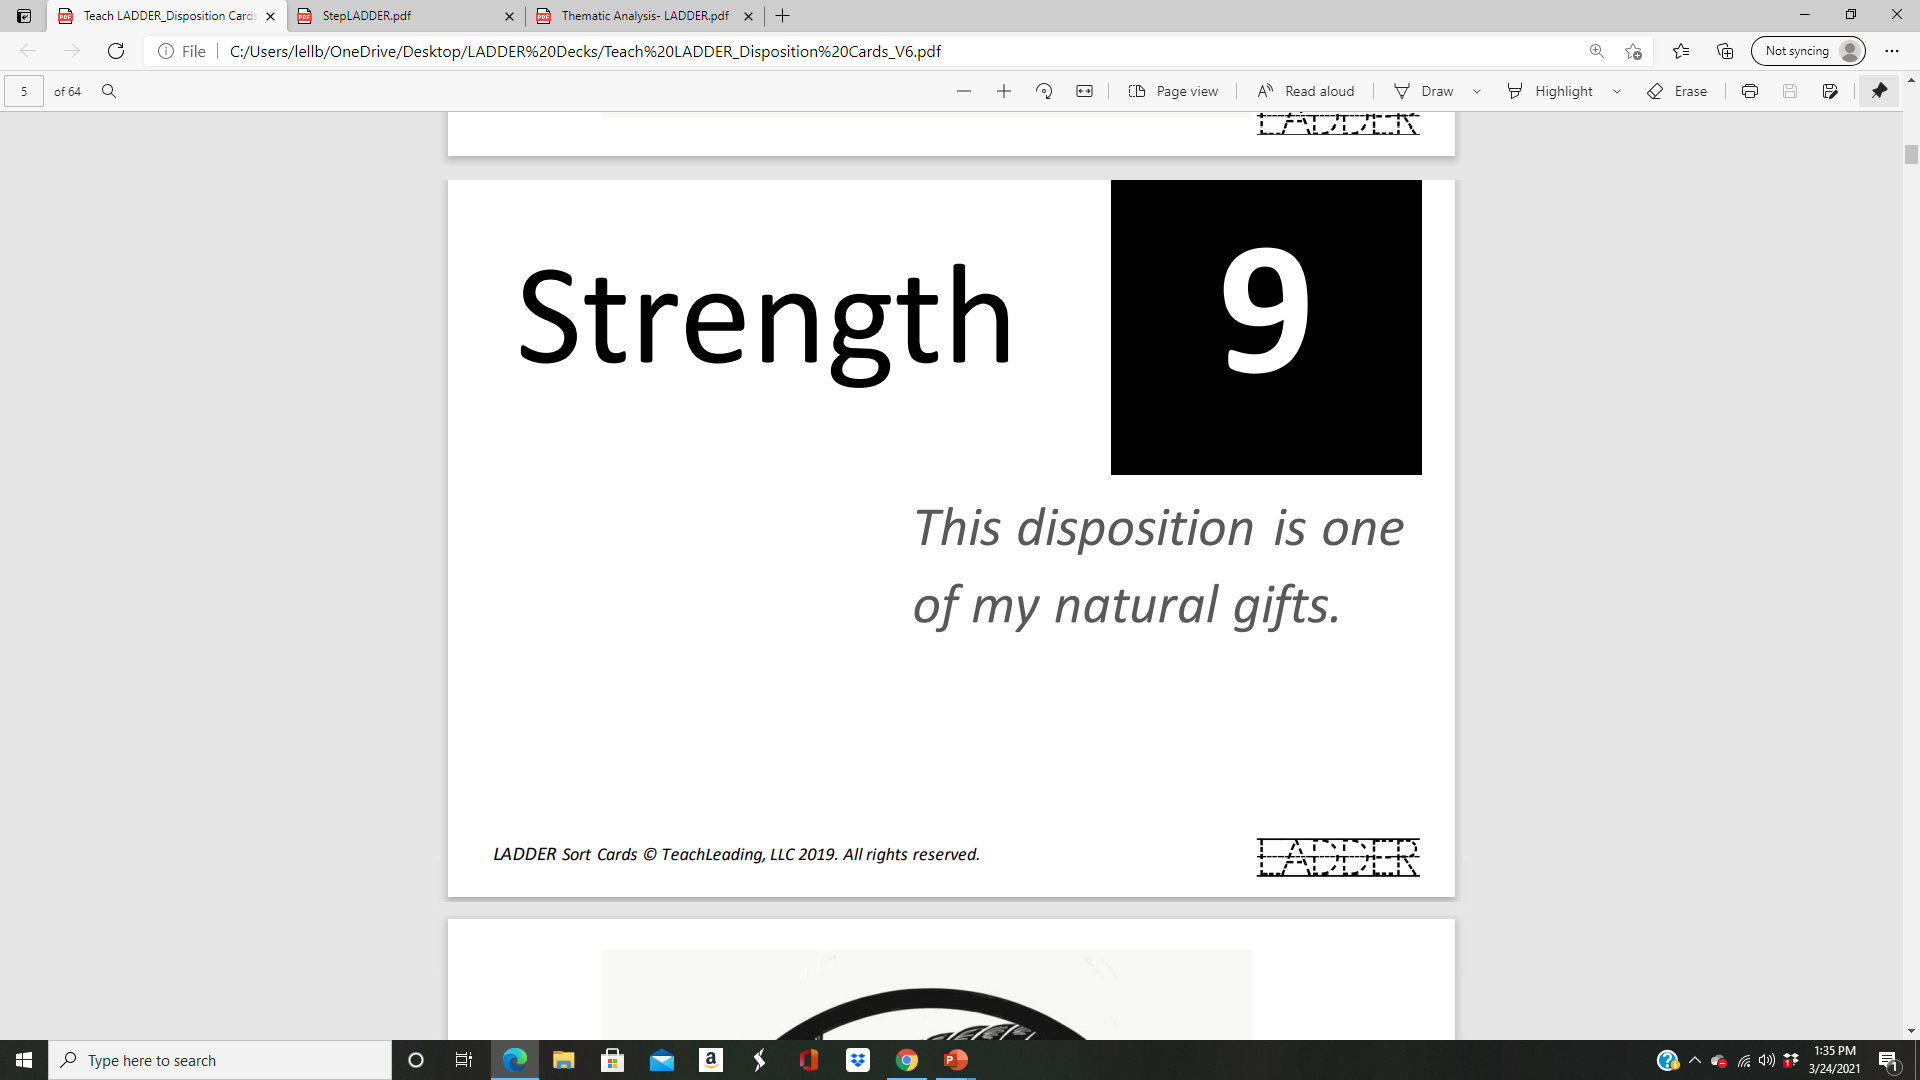 Teach LADDER_Disposition Cards
StepLADDER.pdf
Thematic Analysis- LADDER.pdf
File
C:/Users/lellb/OneDrive/Desktop/LADDER%20Decks/Teach%20LADDER_Disposition%20Cards_V6.pdf
Not syncing
5 of 64
Page view
Read aloud
Draw
Highlight
Erase
LADDER
Strength
9
This disposition is one
of my natural gifts.
LADDER Sort Cards © TeachLeading, LLC 2019. All rights reserved.
LADDER
Type here to search
1:35 PM
3/24/2021
1